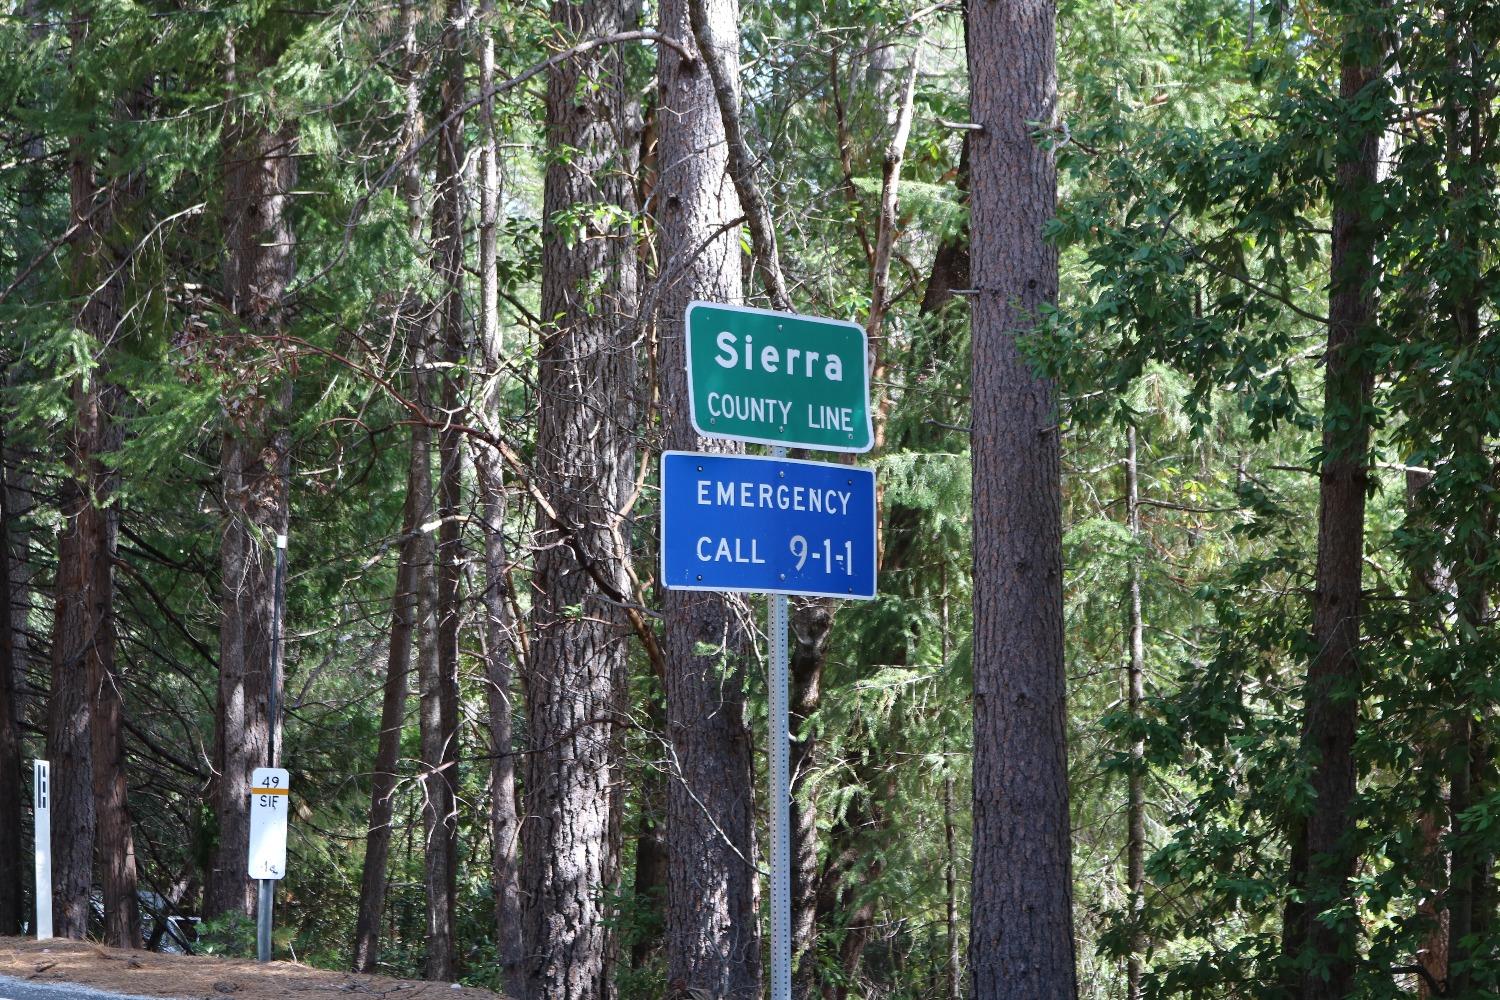 Sierra
COUNTY LINE
EMERGENCY
CALL 9-1-1
49
SIE